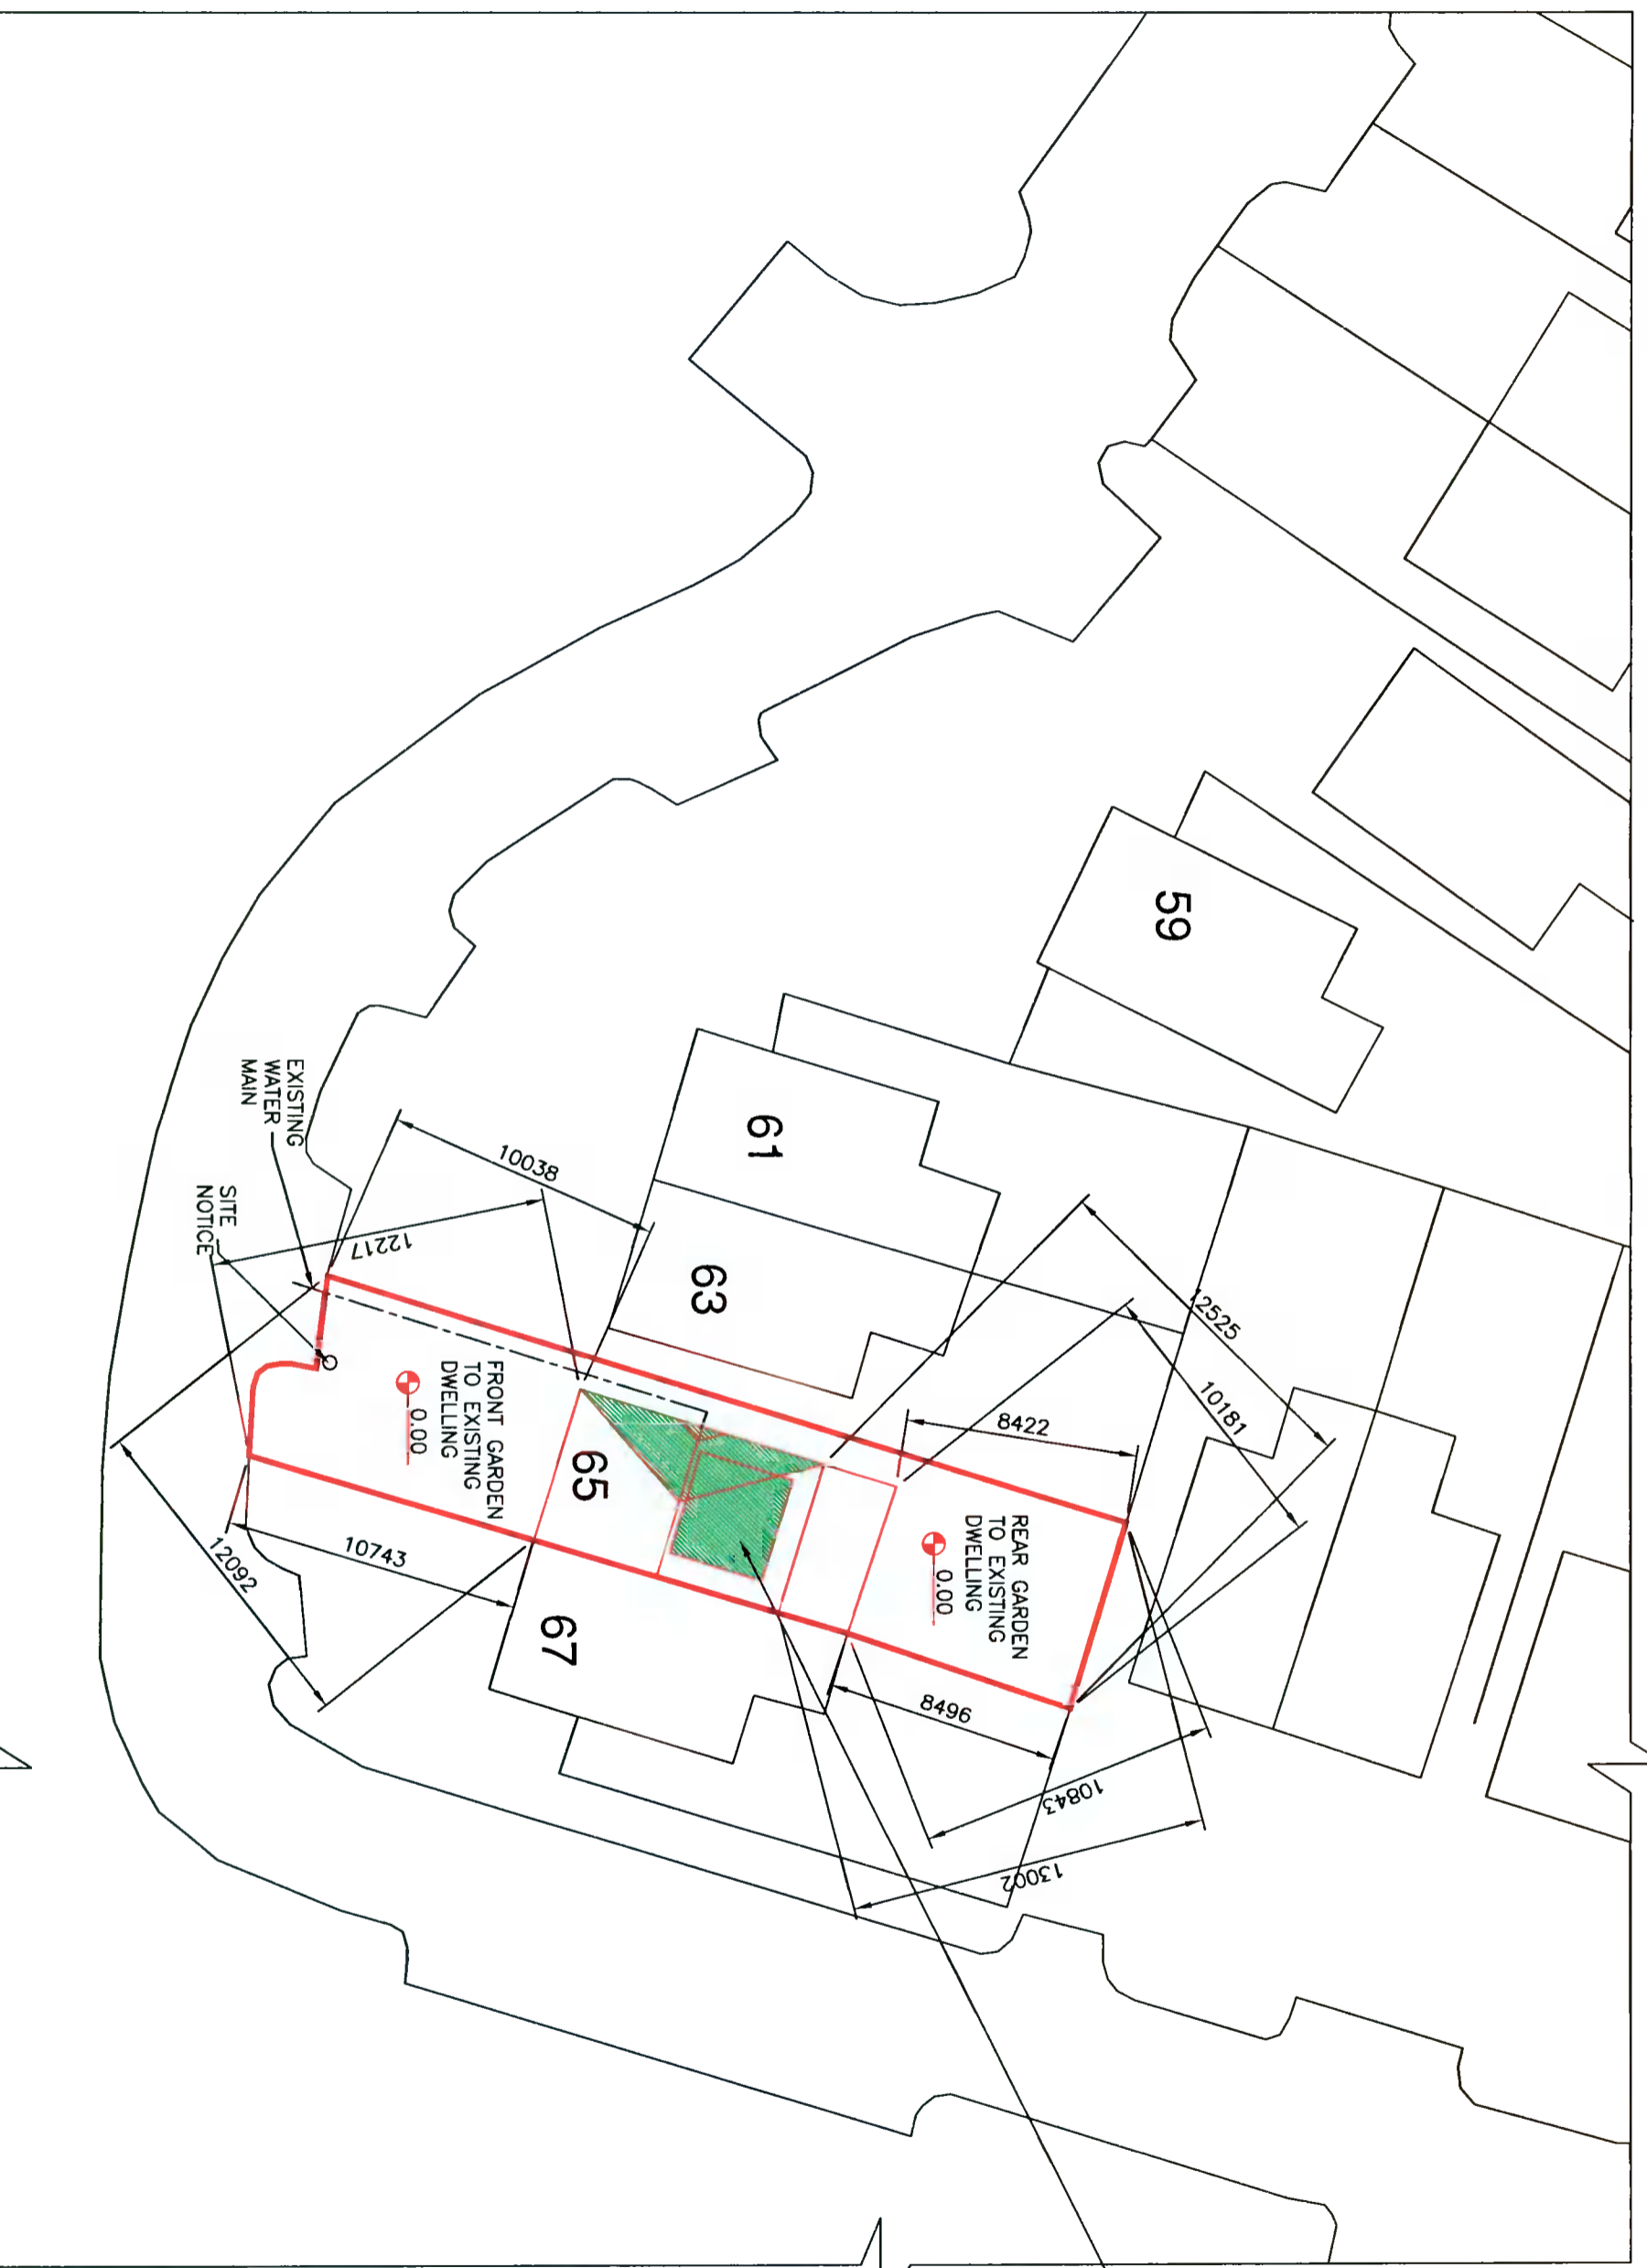 59
61
63
65
67
EXISTING
WATER
MAIN
SITE
NOTICE
10038
12217
FRONT GARDEN
TO EXISTING
DWELLING
0.00
10743
12092
REAR GARDEN
TO EXISTING
DWELLING
0.00
8422
10181
12525
8496
10843
13002